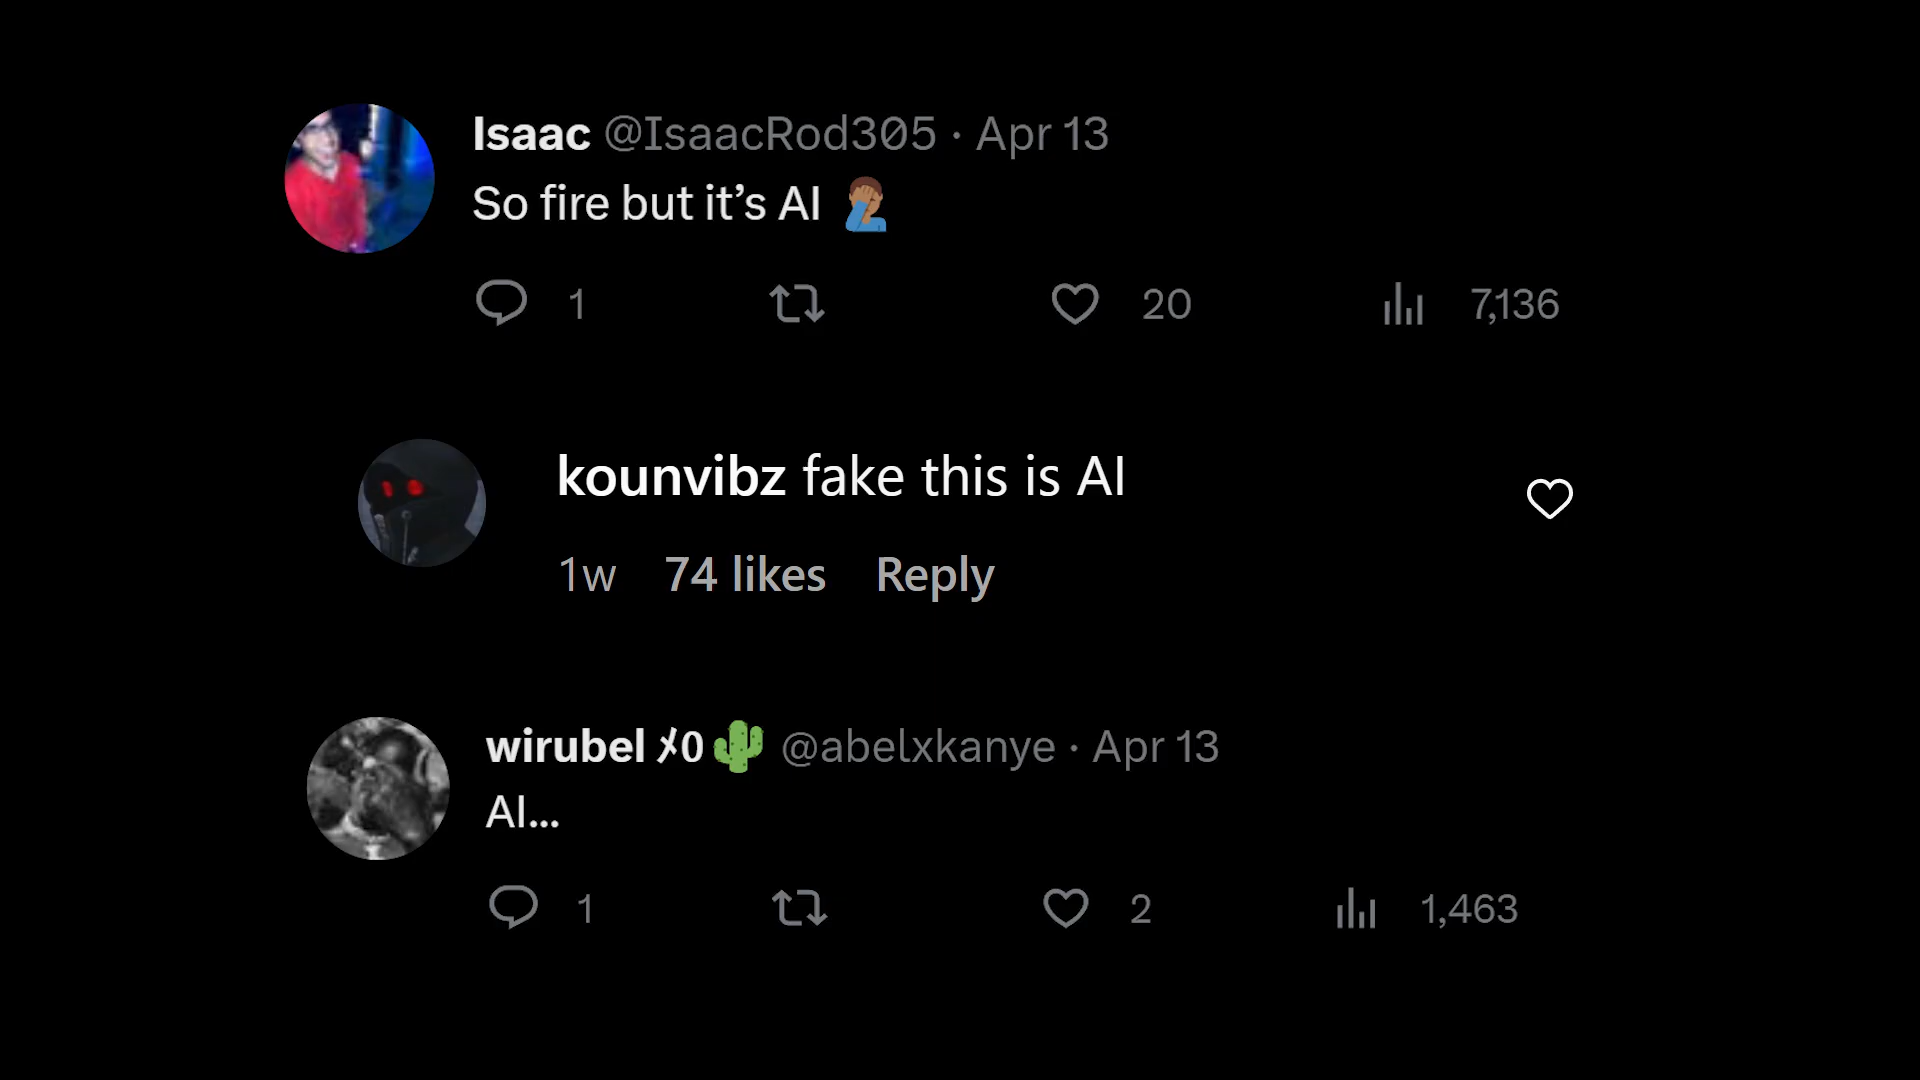 Isaac @IsaacRod305 · Apr 13
So fire but it’s AI 🤦🏾‍♂️
1 20 7,136
kounvibz fake this is AI
1w 74 likes Reply
wirubel 〆0🌵 @abelxkanye · Apr 13
AI...
1 2 1,463